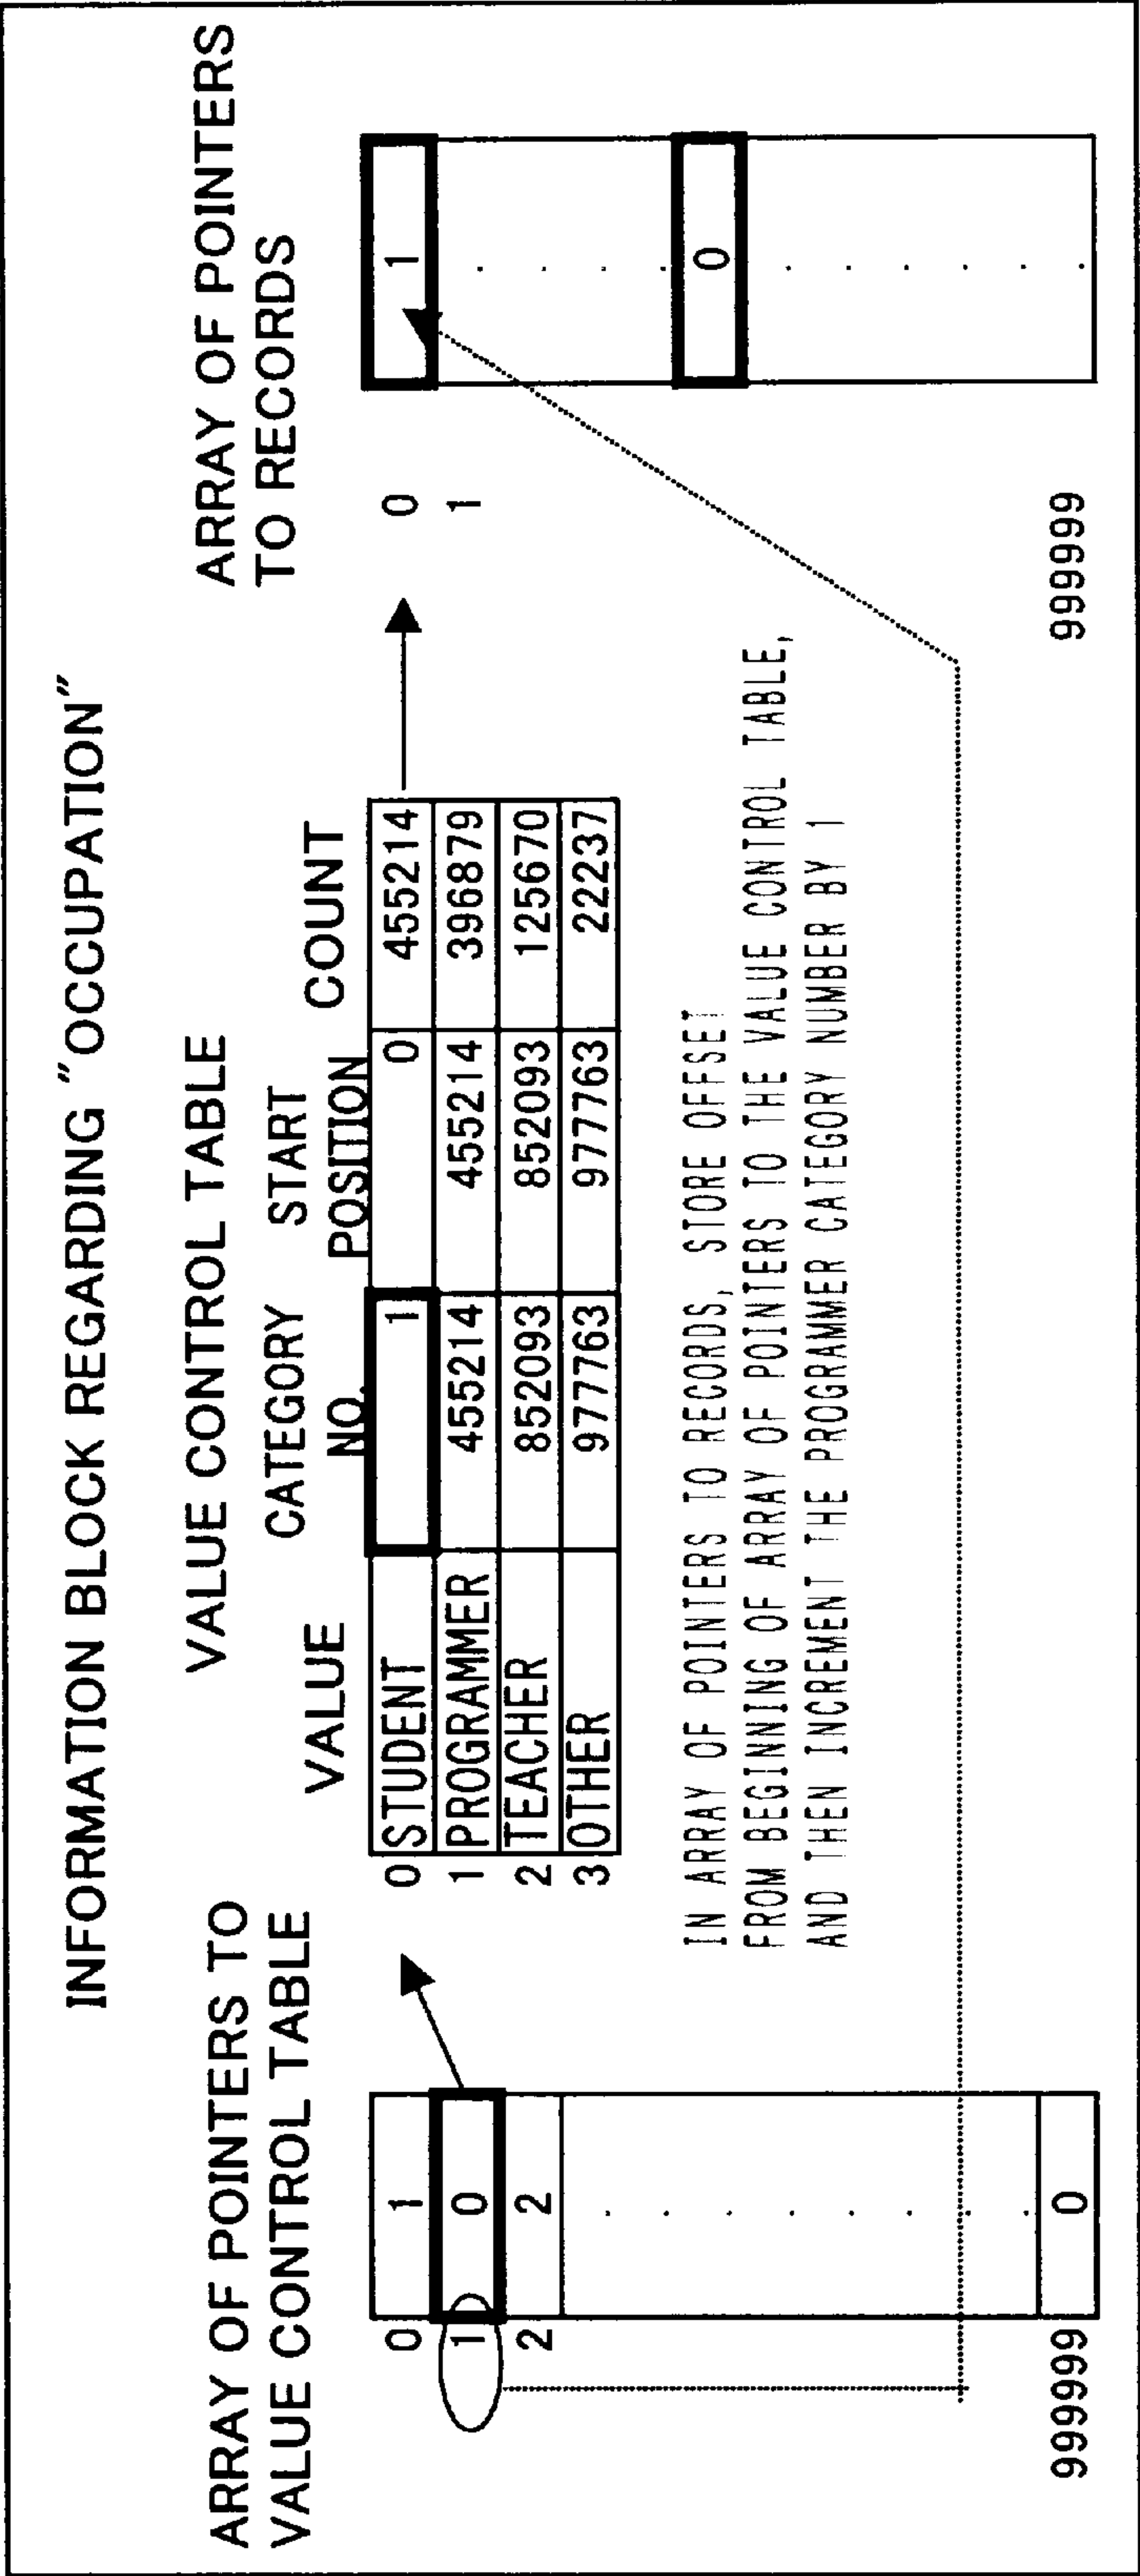 INFORMATION BLOCK REGARDING "OCCUPATION"
ARRAY OF POINTERS TO
VALUE CONTROL TABLE
0 1
1 0
2 2
999999 0
VALUE CONTROL TABLE
VALUE CATEGORY NO. START POSITION COUNT
0 STUDENT 1 0 455214
1 PROGRAMMER 455214 455214 396879
2 TEACHER 852093 852093 125670
3 OTHER 977763 977763 22237
IN ARRAY OF POINTERS TO RECORDS, STORE OFFSET
FROM BEGINNING OF ARRAY OF POINTERS TO THE VALUE CONTROL TABLE,
AND THEN INCREMENT THE PROGRAMMER CATEGORY NUMBER BY 1
ARRAY OF POINTERS
TO RECORDS
0 1
1
0
999999